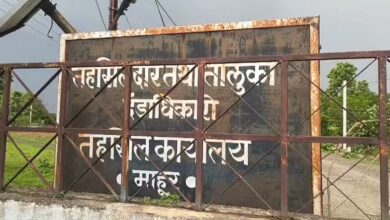 तहसिलदार तथा तालुका
दंडाधिकारी
तहसिल कार्यालय
• माहूर •